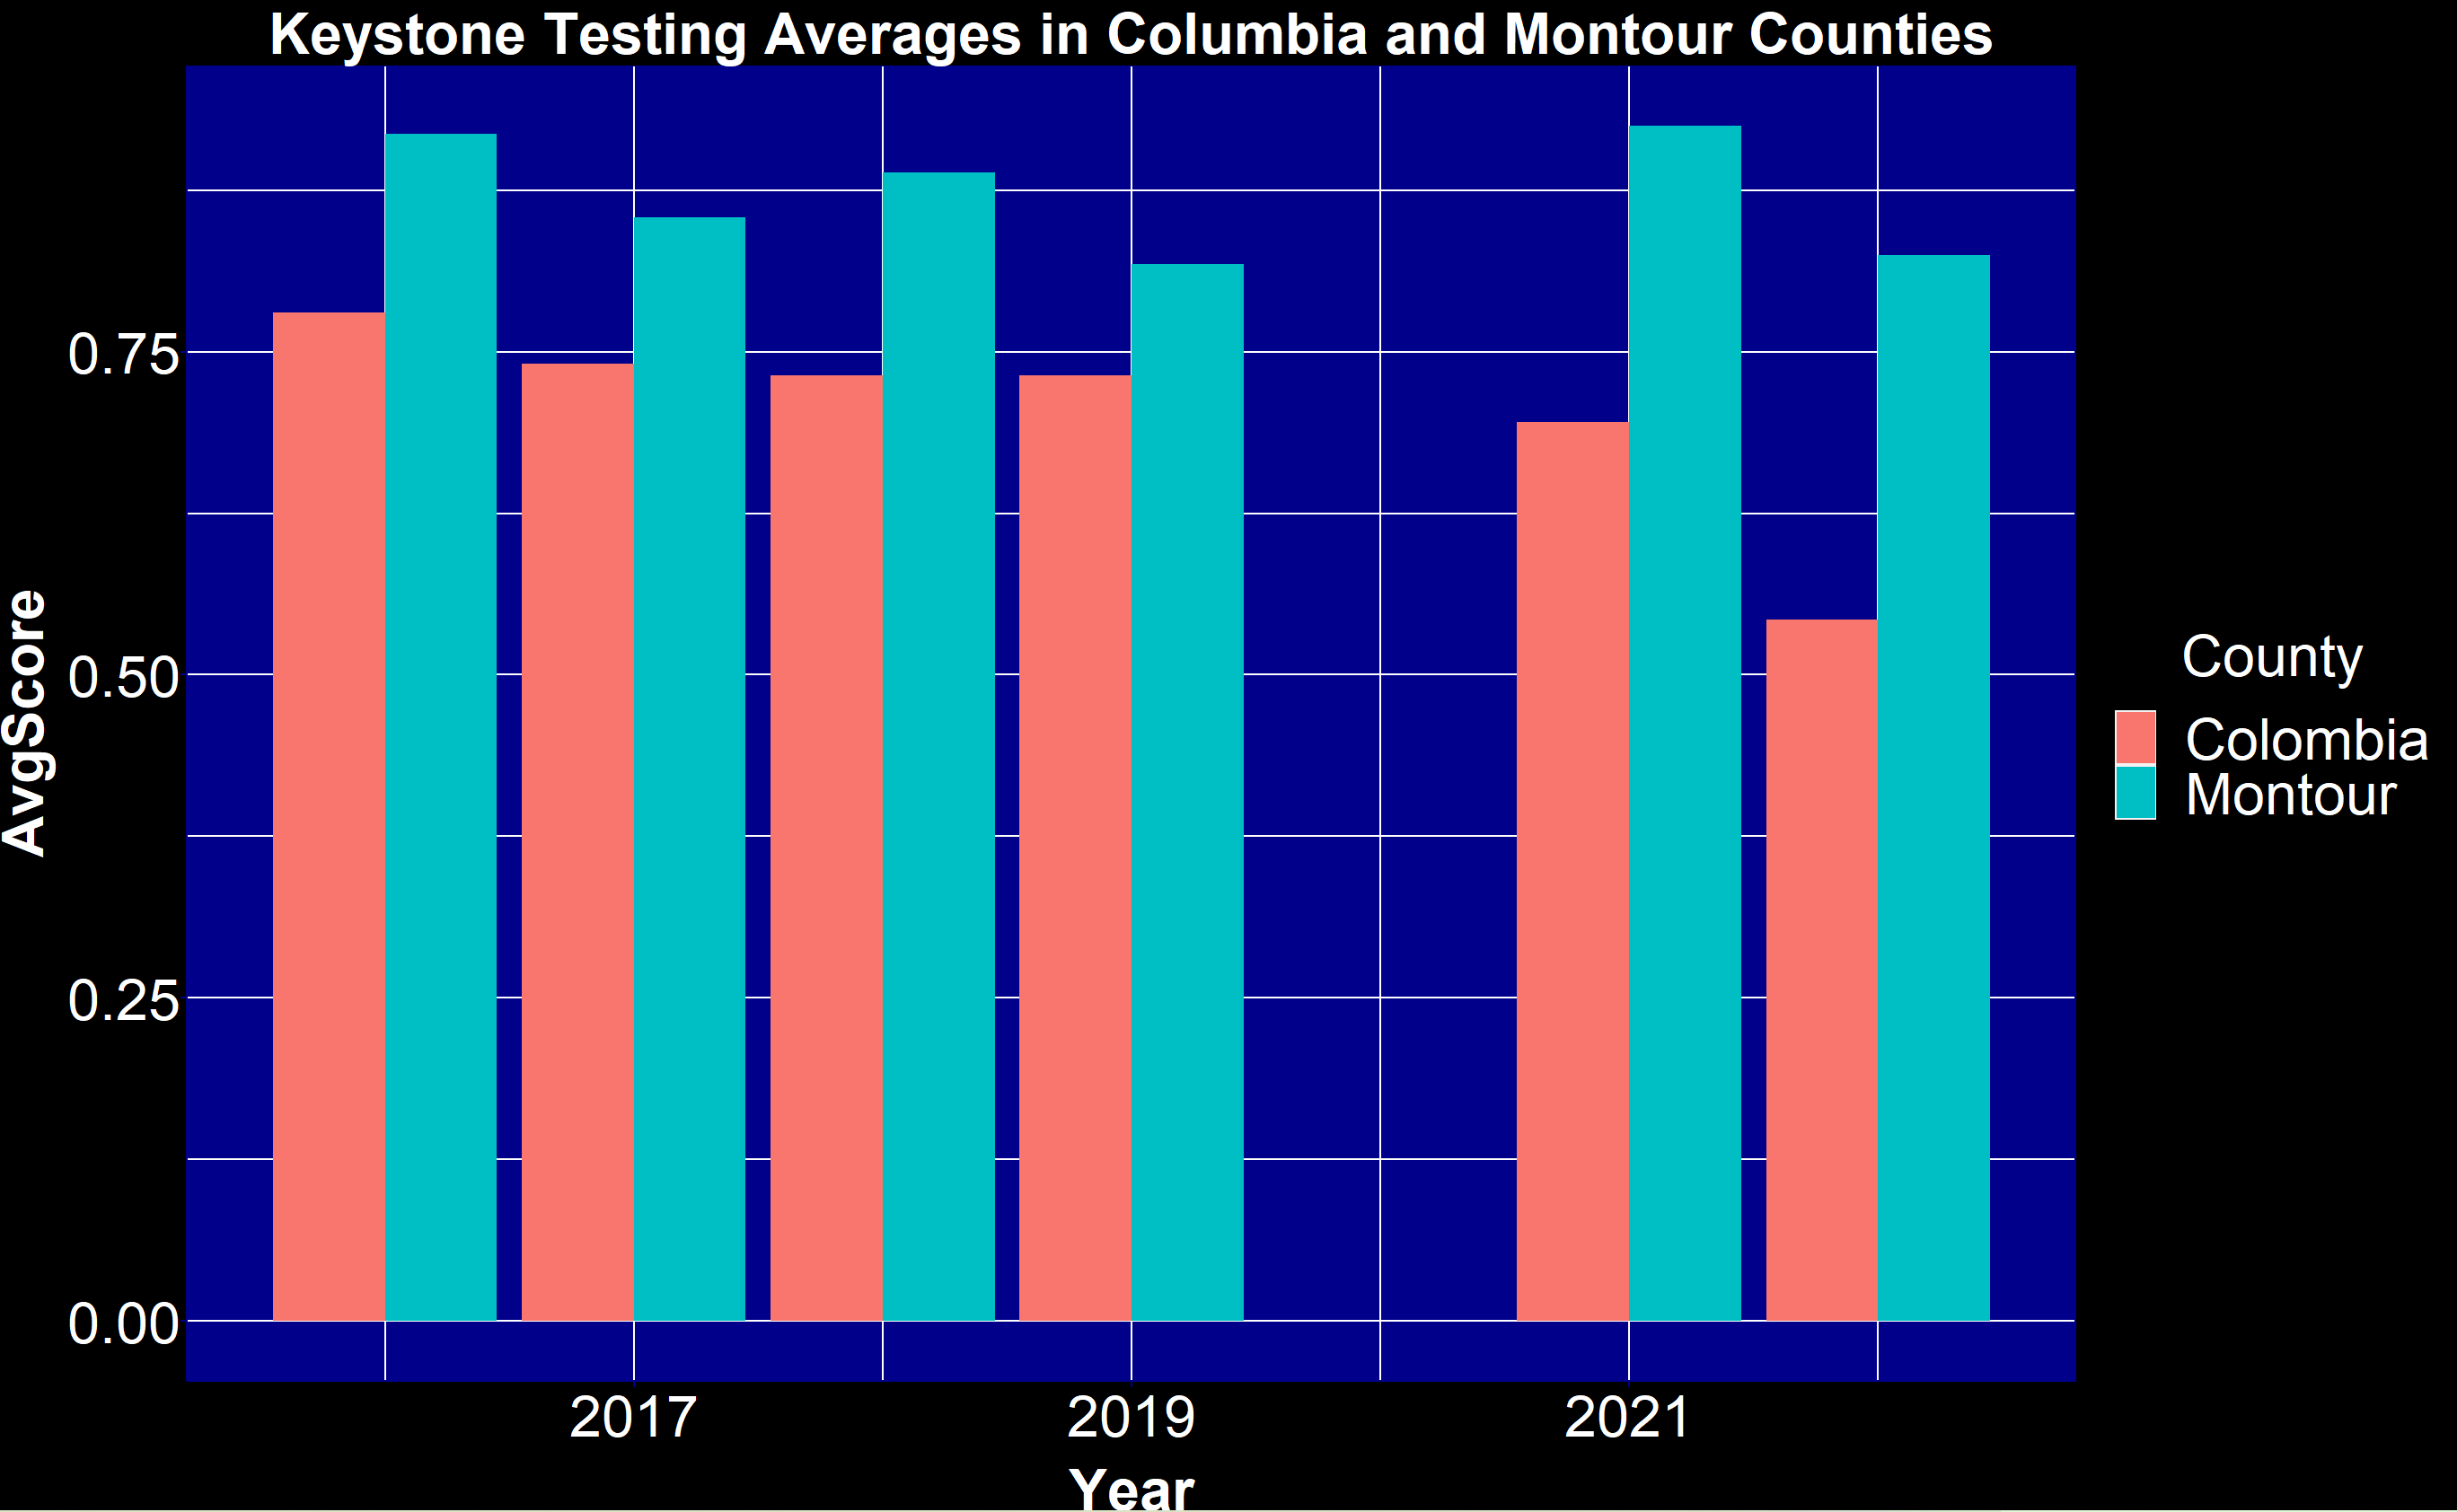 Keystone Testing Averages in Columbia and Montour Counties
AvgScore
0.75
0.50
0.25
0.00
2017
2019
2021
Year
County
Colombia
Montour